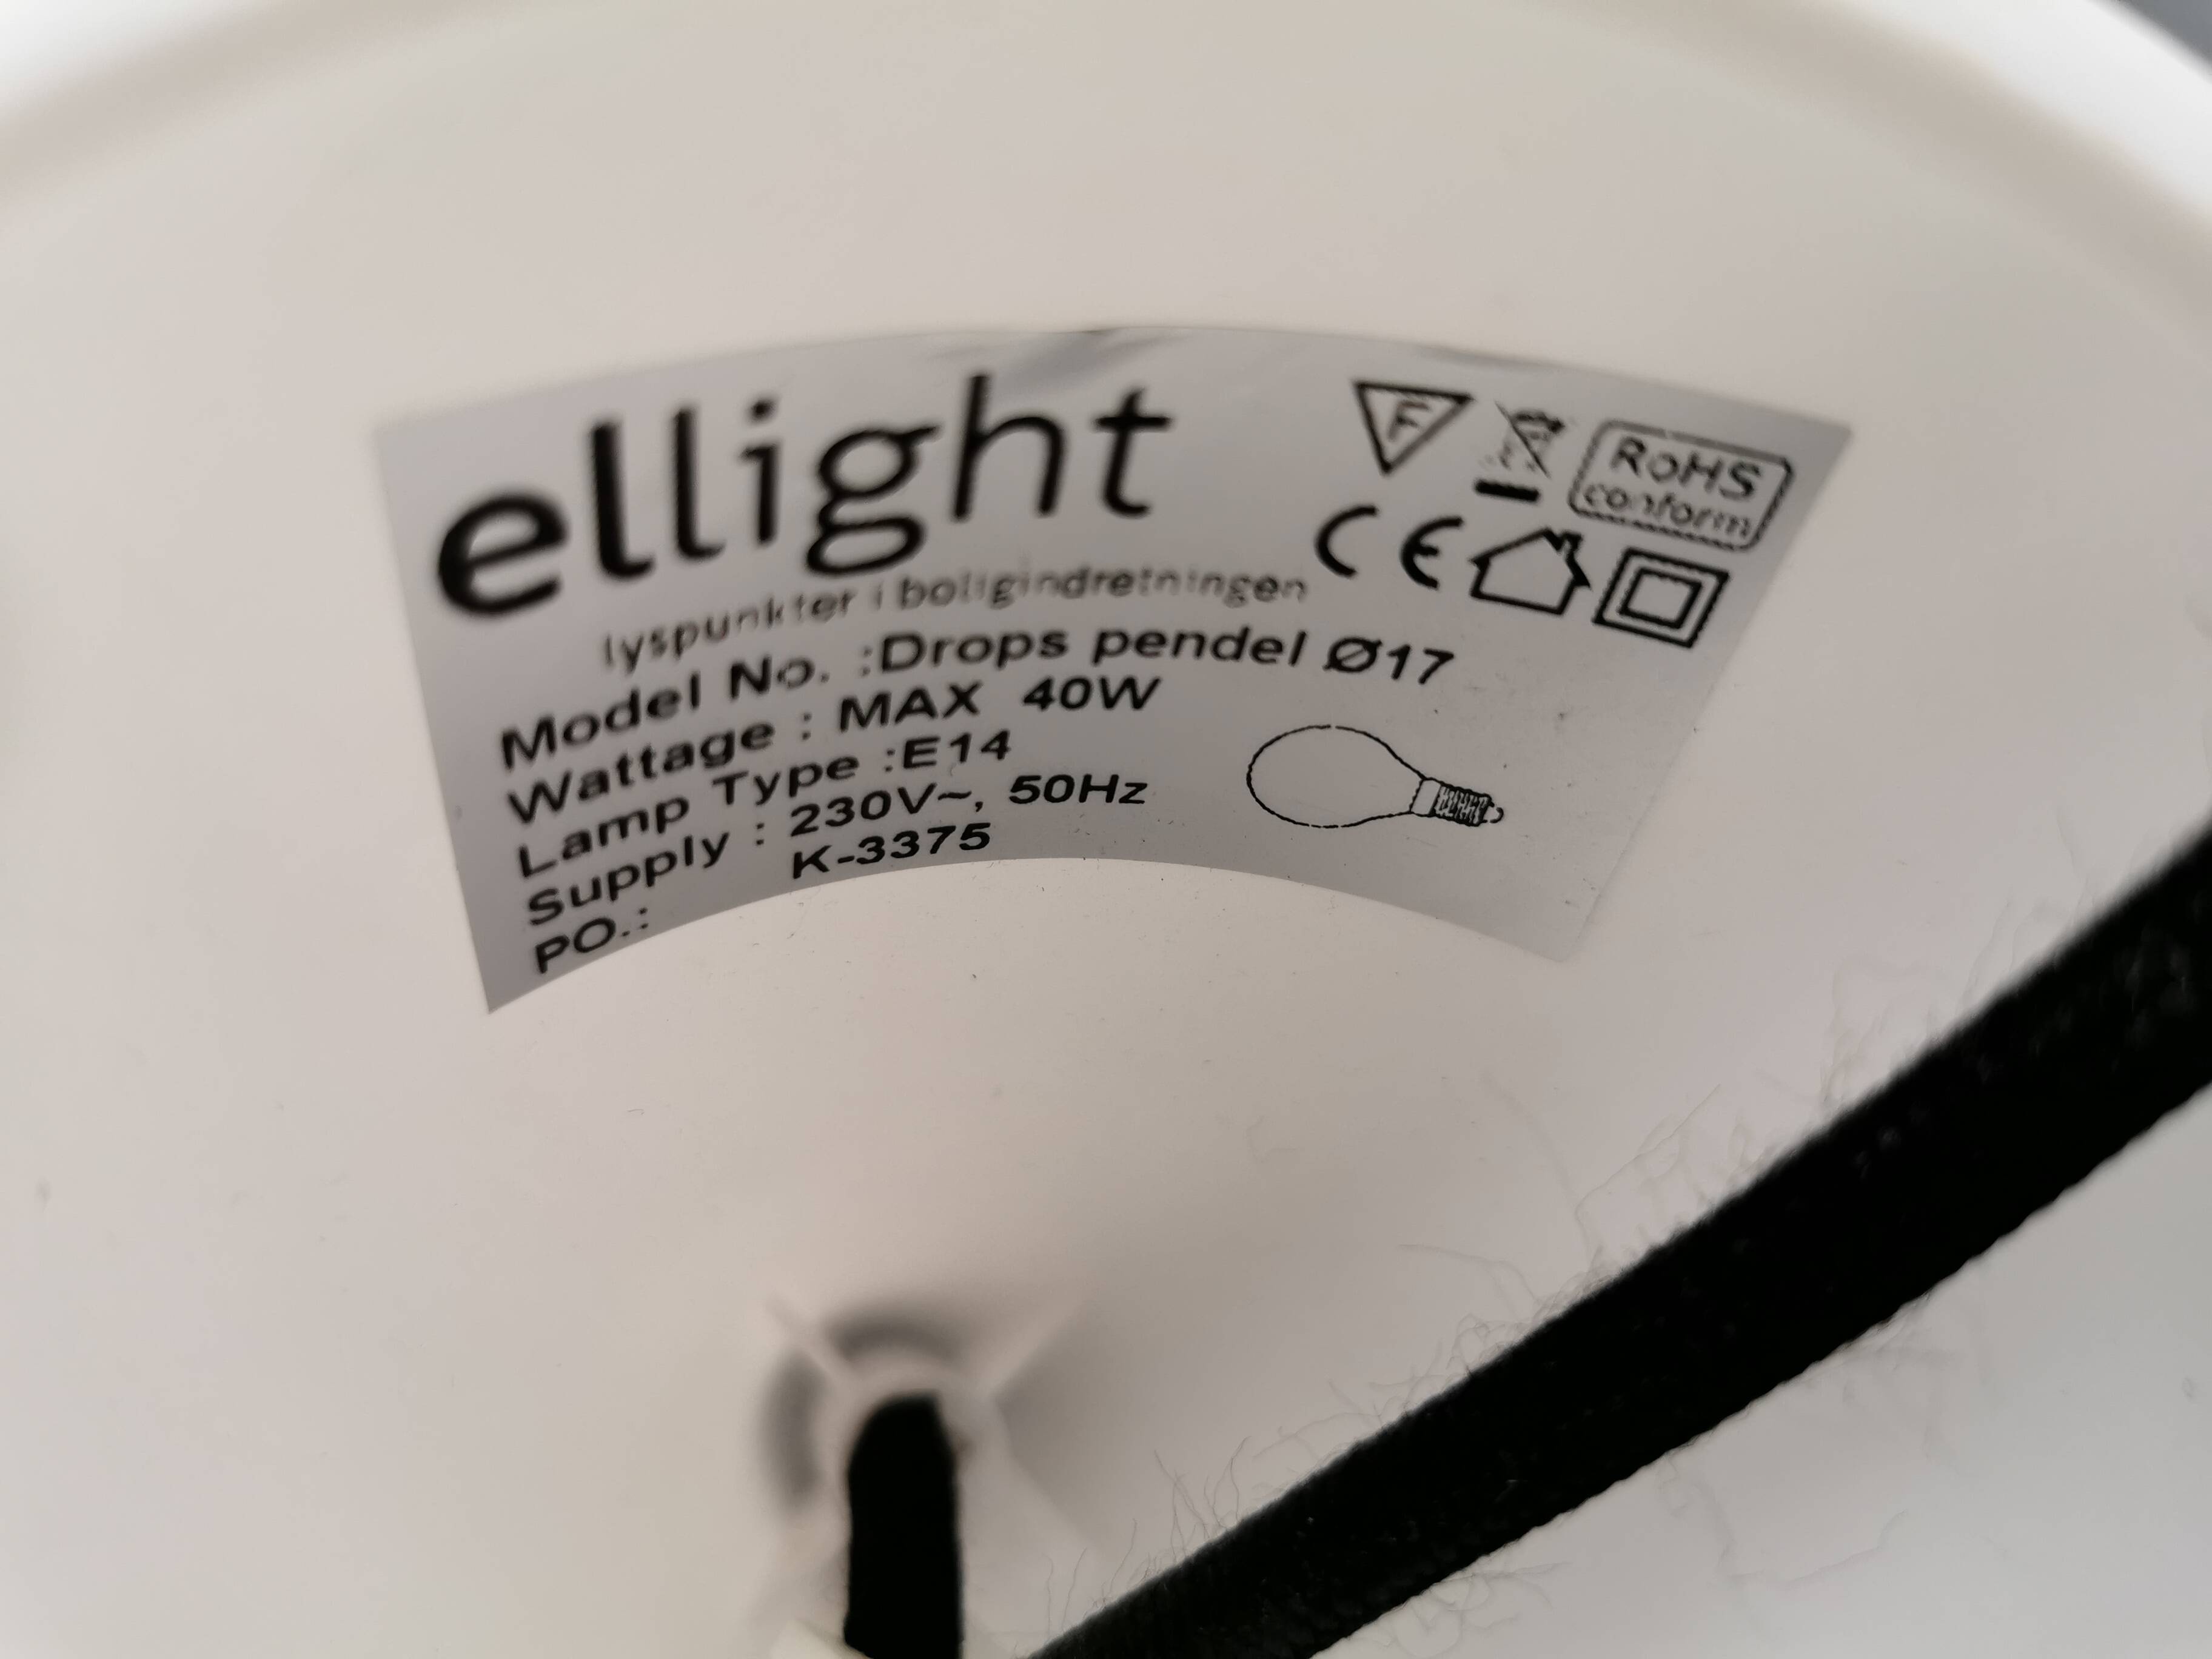 ellight
lyspunkter i boligindretningen
F
RoHS
conform
CE
Model No. :Drops pendel Ø17
Wattage : MAX 40W
Lamp Type :E14
Supply : 230V~, 50Hz
PO.: K-3375